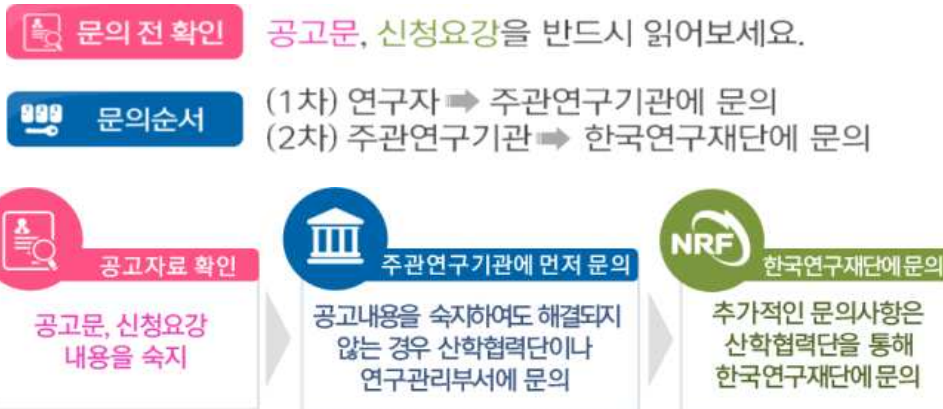 문의 전 확인 공고문, 신청요강을 반드시 읽어보세요.
문의순서
(1차) 연구자 ➡ 주관연구기관에 문의
(2차) 주관연구기관 ➡ 한국연구재단에 문의
공고자료 확인
공고문, 신청요강
내용을 숙지
주관연구기관에 먼저 문의
공고내용을 숙지하여도 해결되지
않는 경우 산학협력단이나
연구관리부서에 문의
NRF
한국연구재단에 문의
추가적인 문의사항은
산학협력단을 통해
한국연구재단에 문의